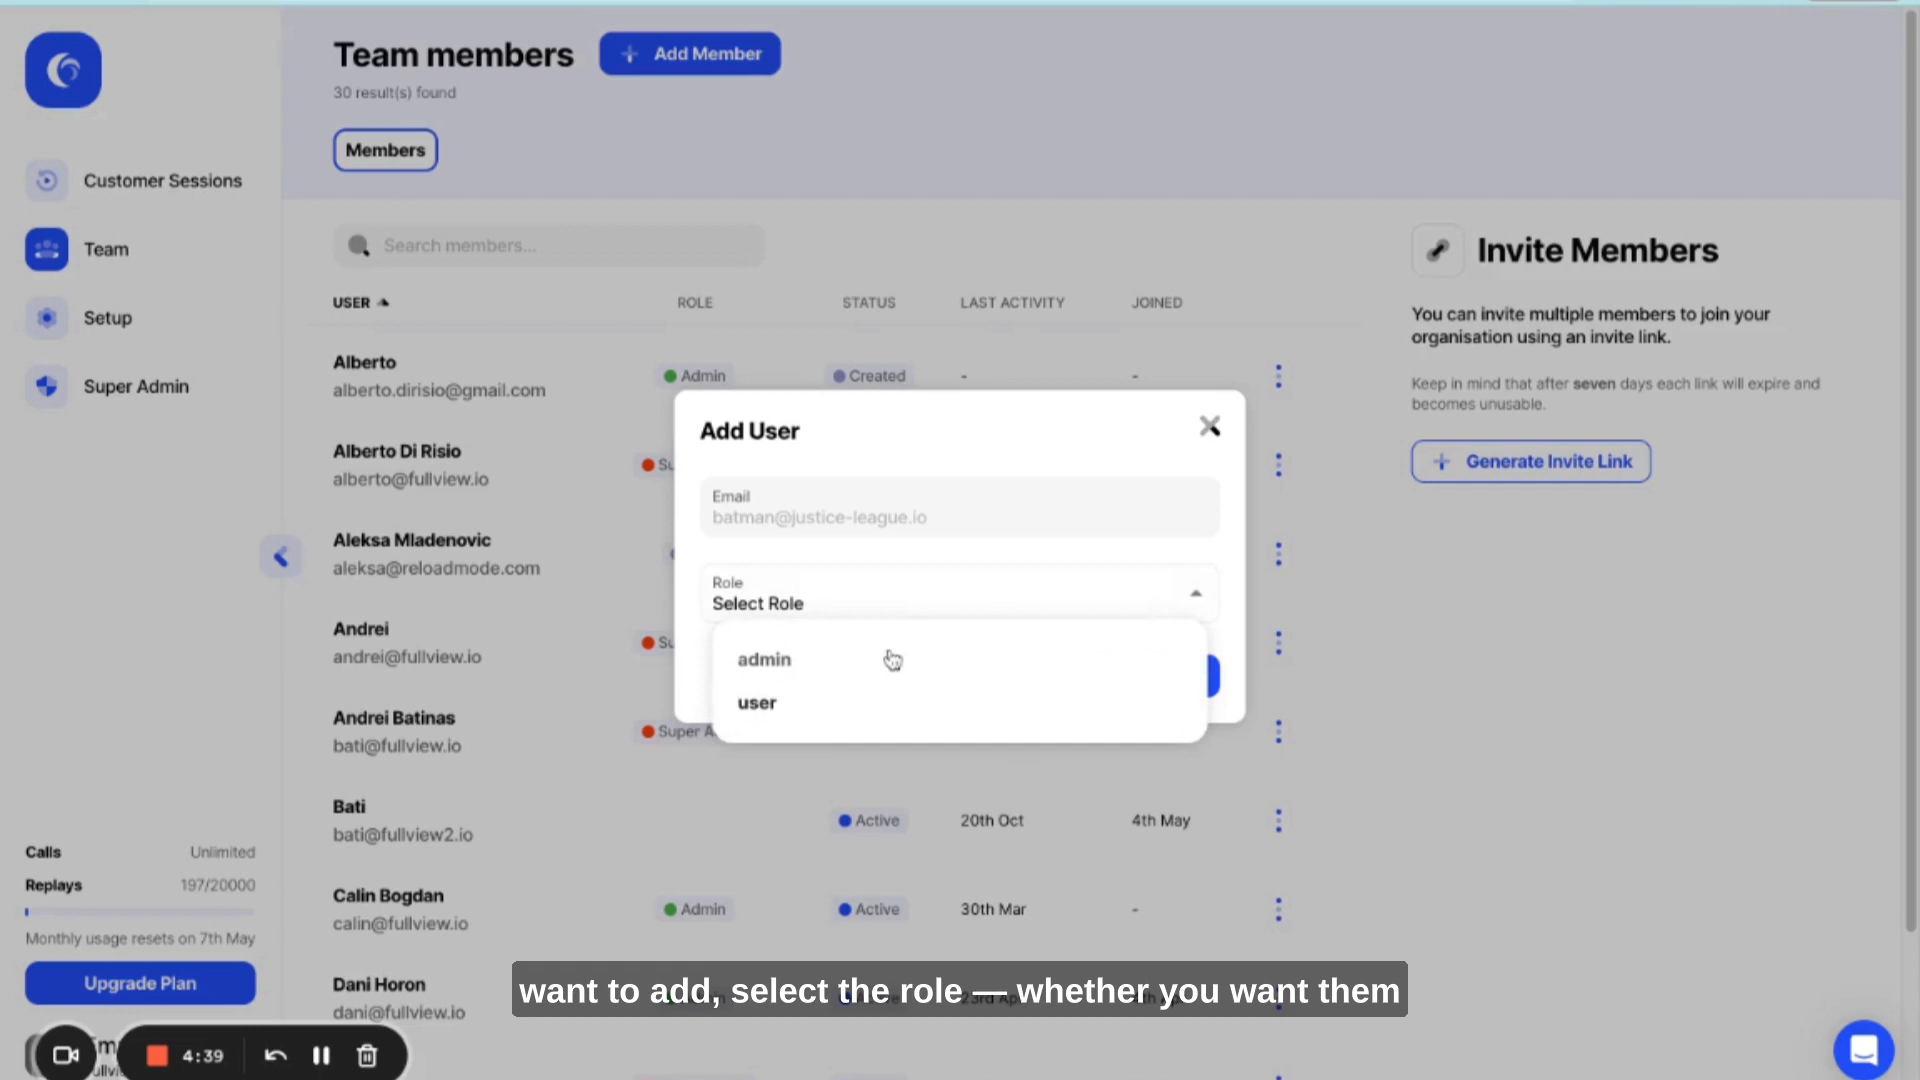 Team members
Add Member
30 result(s) found
Members
Customer Sessions
Team
Setup
Super Admin
Search members...
USER ROLE STATUS LAST ACTIVITY JOINED
Alberto
alberto.dirisio@gmail.com
Admin Created - -
Alberto Di Risio
alberto@fullview.io
Aleksa Mladenovic
aleksa@reloadmode.com
Andrei
andrei@fullview.io
Andrei Batinas
bati@fullview.io
Super A
Bati
bati@fullview2.io
Active 20th Oct 4th May
Calin Bogdan
calin@fullview.io
Admin Active 30th Mar -
Dani Horon
dani@fullview.io
Add User
Email
batman@justice-league.io
Role
Select Role
admin
user
Invite Members
You can invite multiple members to join your
organisation using an invite link.
Keep in mind that after seven days each link will expire and
becomes unusable.
Generate Invite Link
Calls Unlimited
Replays 197/20000
Monthly usage resets on 7th May
Upgrade Plan
4:39
want to add, select the role — whether you want them